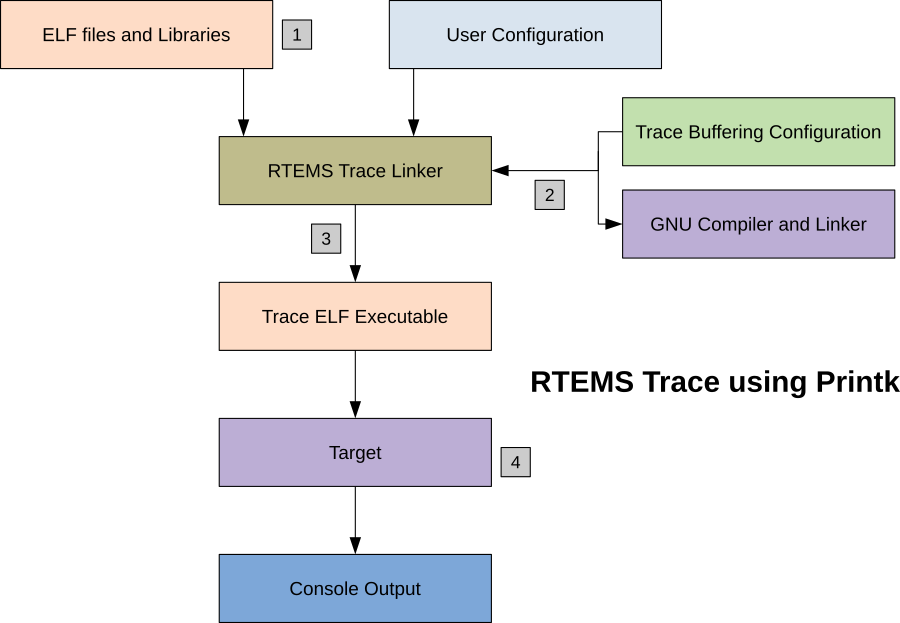 ELF files and Libraries
1
User Configuration
Trace Buffering Configuration
RTEMS Trace Linker
2
GNU Compiler and Linker
3
Trace ELF Executable
RTEMS Trace using Printk
Target
4
Console Output